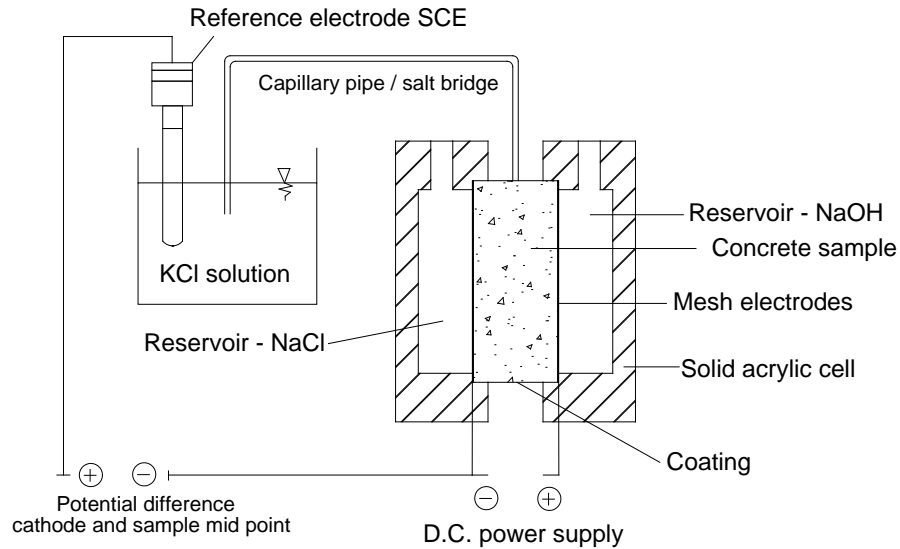 Reference electrode SCE
Capillary pipe / salt bridge
Reservoir - NaOH
Concrete sample
KCl solution
Mesh electrodes
Reservoir - NaCl
Solid acrylic cell
Coating
+ − − +
Potential difference
cathode and sample mid point
D.C. power supply